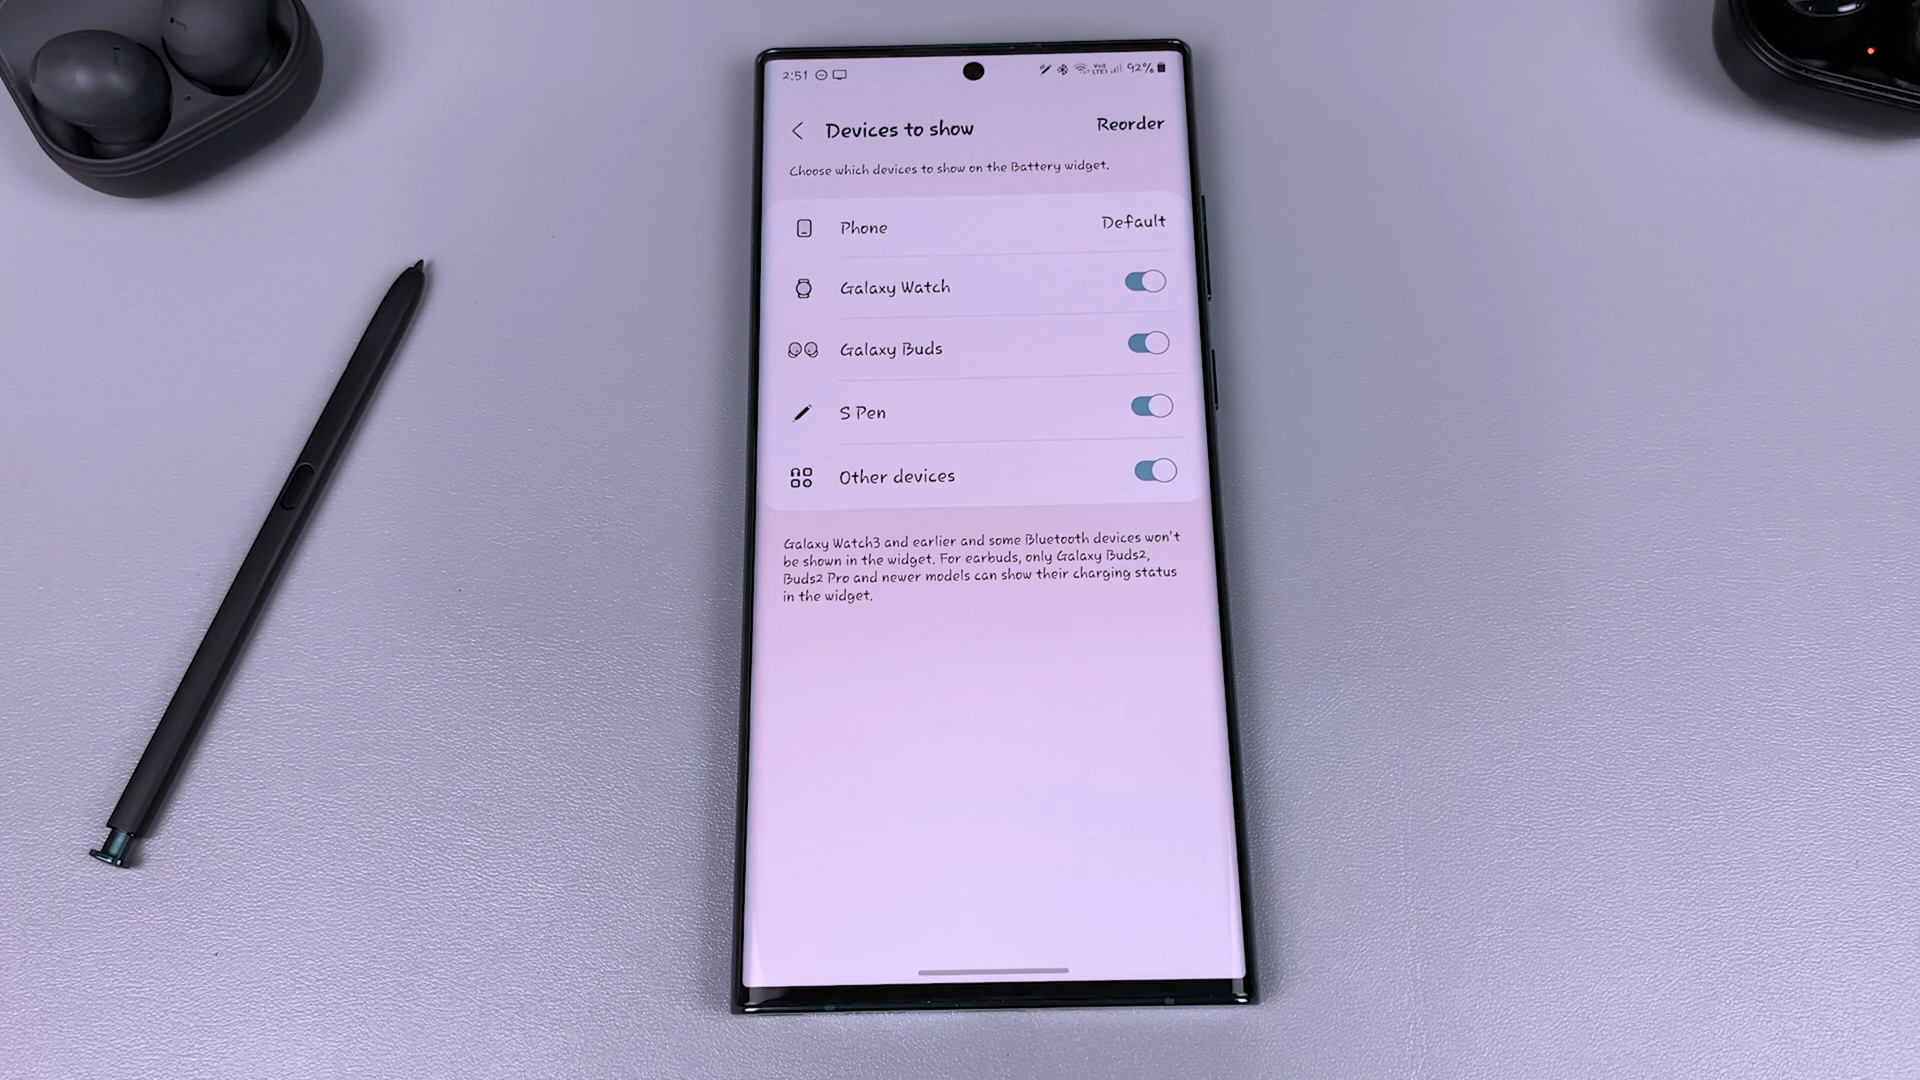 2:51 92%
Devices to show Reorder
Choose which devices to show on the Battery widget.
Phone Default
Galaxy Watch
Galaxy Buds
S Pen
Other devices
Galaxy Watch3 and earlier and some Bluetooth devices won't
be shown in the widget. For earbuds, only Galaxy Buds2,
Buds2 Pro and newer models can show their charging status
in the widget.